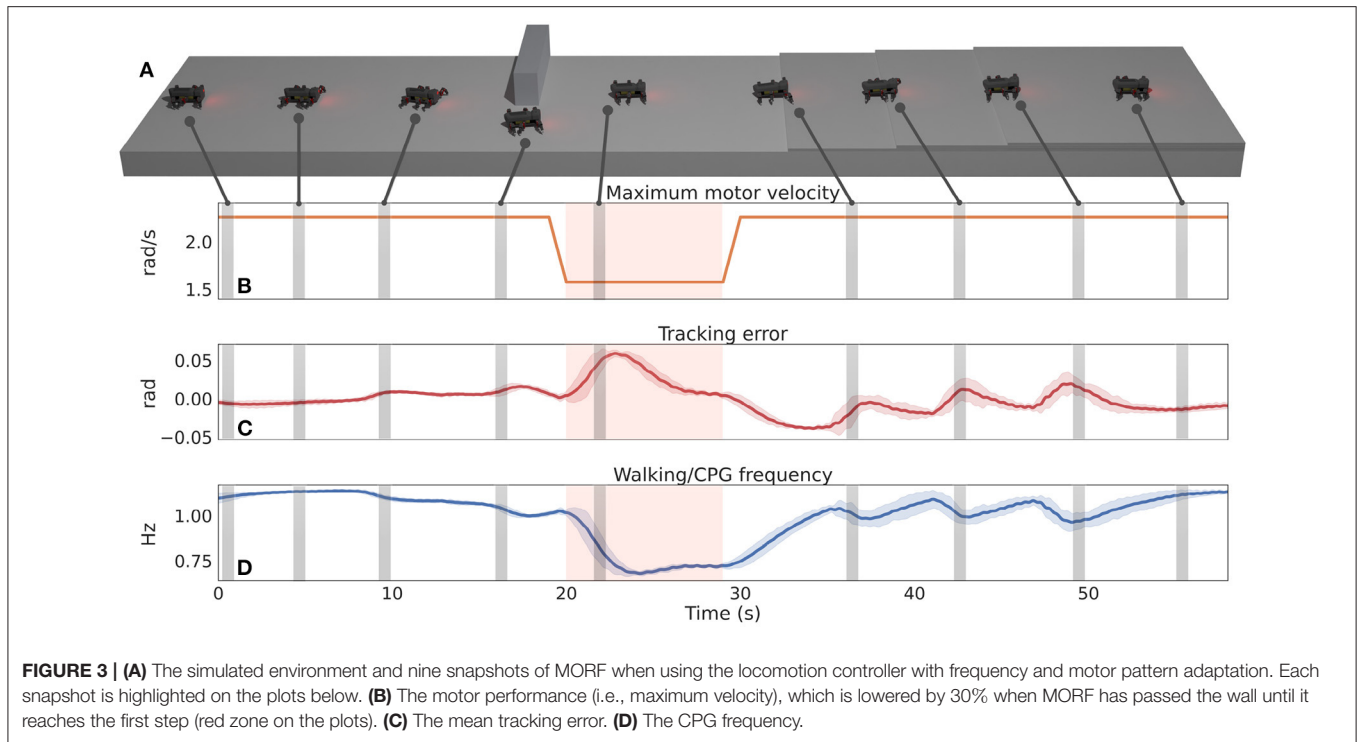 A
Maximum motor velocity
rad/s
2.0
1.5
B
Tracking error
rad
0.05
0.00
−0.05
C
Walking/CPG frequency
Hz
1.00
0.75
D
0 10 20 30 40 50
Time (s)
FIGURE 3 | (A) The simulated environment and nine snapshots of MORF when using the locomotion controller with frequency and motor pattern adaptation. Each
snapshot is highlighted on the plots below. (B) The motor performance (i.e., maximum velocity), which is lowered by 30% when MORF has passed the wall until it
reaches the first step (red zone on the plots). (C) The mean tracking error. (D) The CPG frequency.